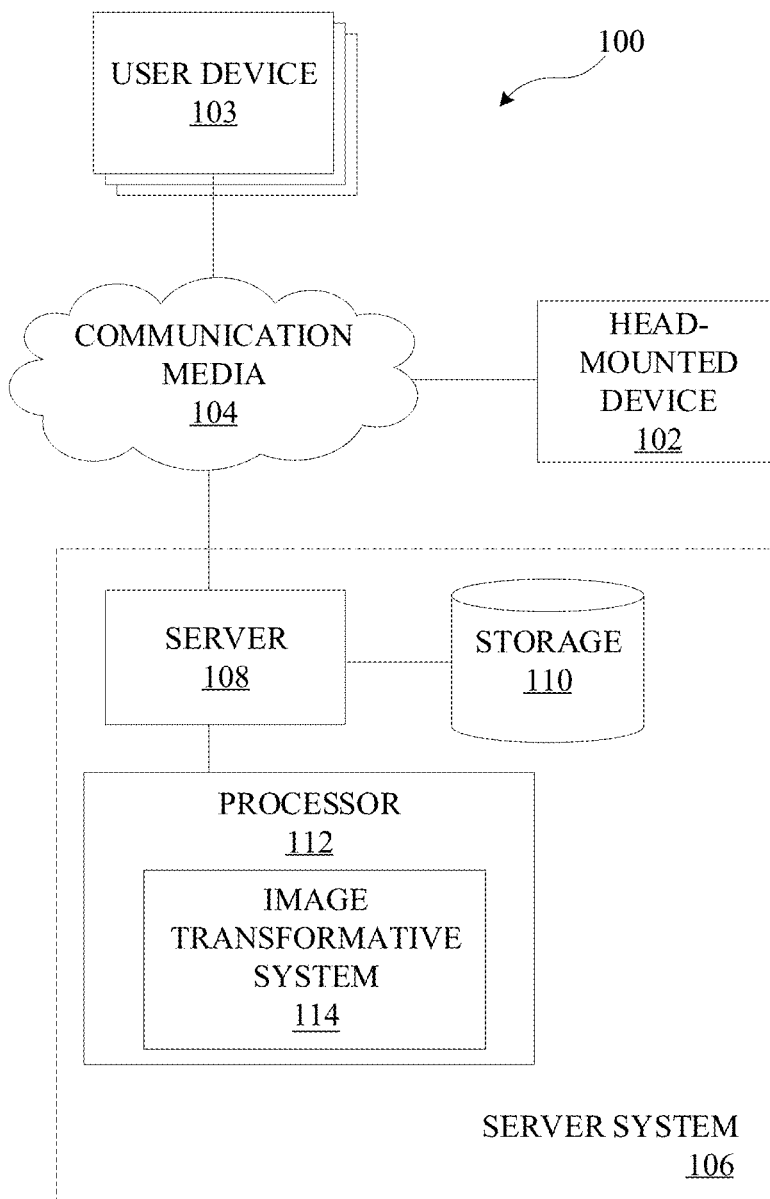 100
USER DEVICE
103
COMMUNICATION
MEDIA
104
HEAD-
MOUNTED
DEVICE
102
SERVER
108
STORAGE
110
PROCESSOR
112
IMAGE
TRANSFORMATIVE
SYSTEM
114
SERVER SYSTEM
106